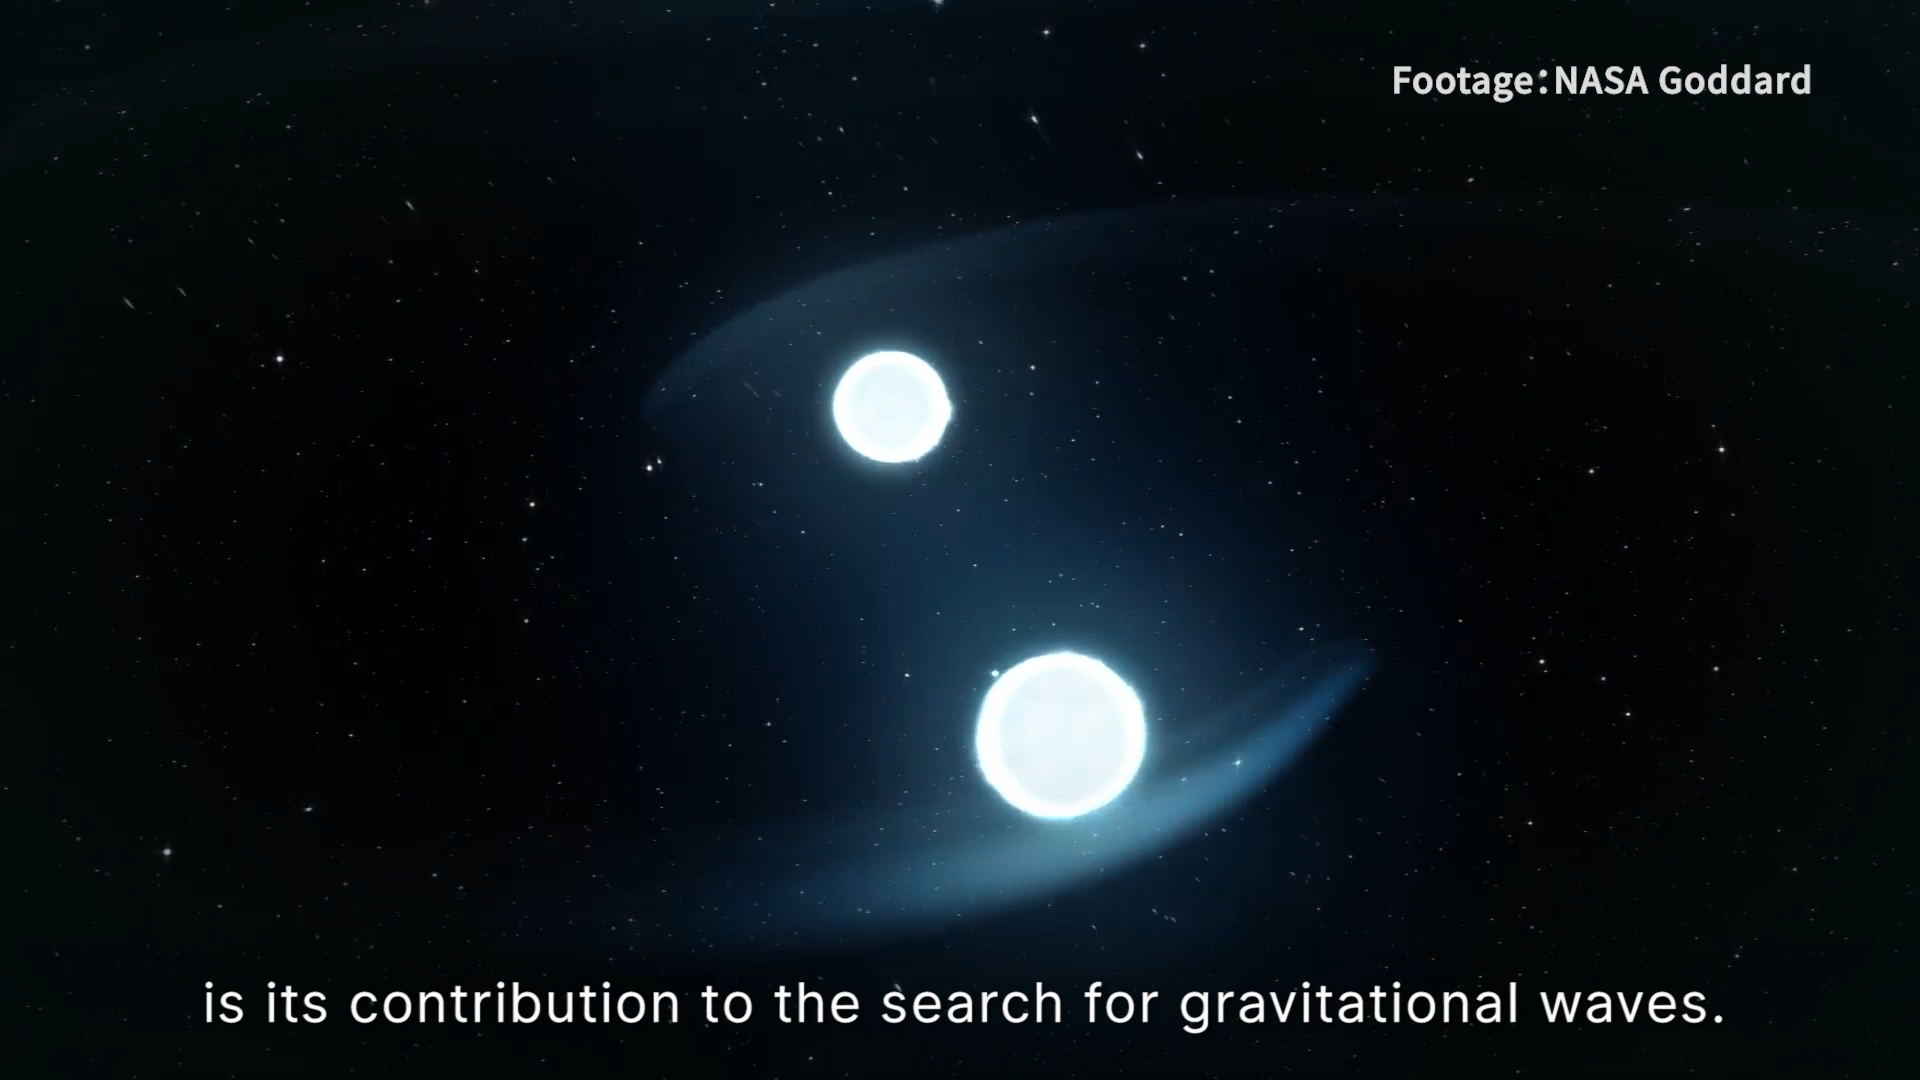 Footage:NASA Goddard
is its contribution to the search for gravitational waves.